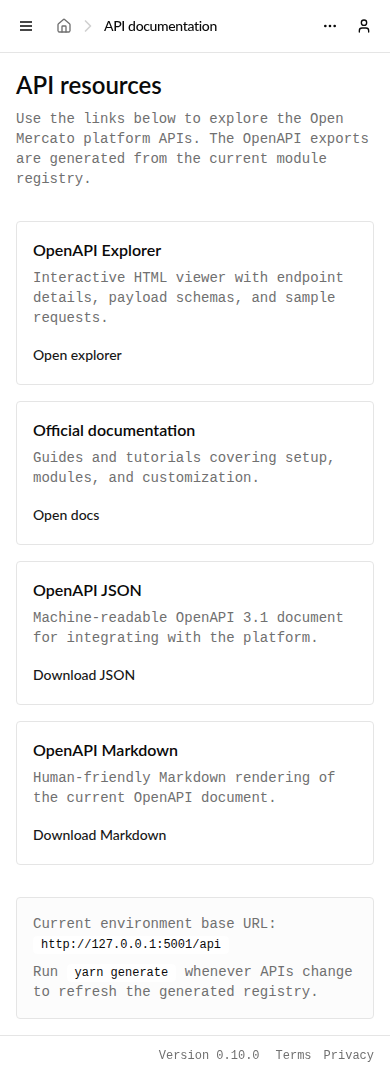 API documentation
API resources
Use the links below to explore the Open
Mercato platform APIs. The OpenAPI exports
are generated from the current module
registry.
OpenAPI Explorer
Interactive HTML viewer with endpoint
details, payload schemas, and sample
requests.
Open explorer
Official documentation
Guides and tutorials covering setup,
modules, and customization.
Open docs
OpenAPI JSON
Machine-readable OpenAPI 3.1 document
for integrating with the platform.
Download JSON
OpenAPI Markdown
Human-friendly Markdown rendering of
the current OpenAPI document.
Download Markdown
Current environment base URL:
http://127.0.0.1:5001/api
Run yarn generate whenever APIs change
to refresh the generated registry.
Version 0.10.0 Terms Privacy